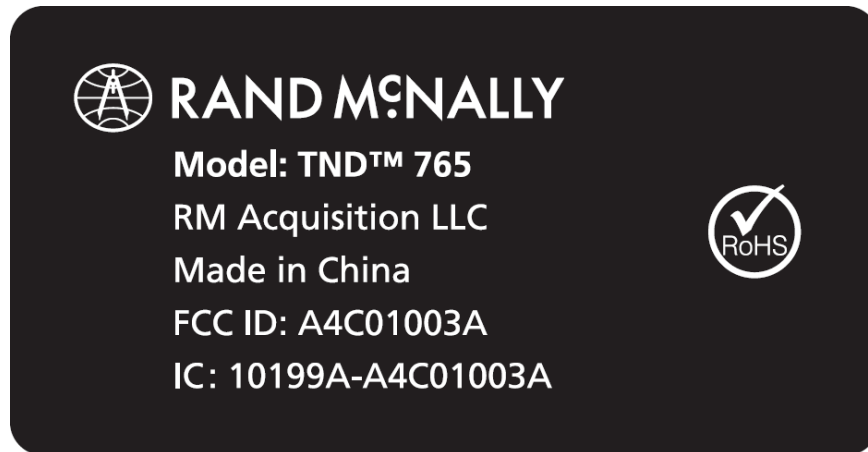 RAND McNALLY
Model: TND™ 765
RM Acquisition LLC
Made in China
FCC ID: A4C01003A
IC: 10199A-A4C01003A
RoHS